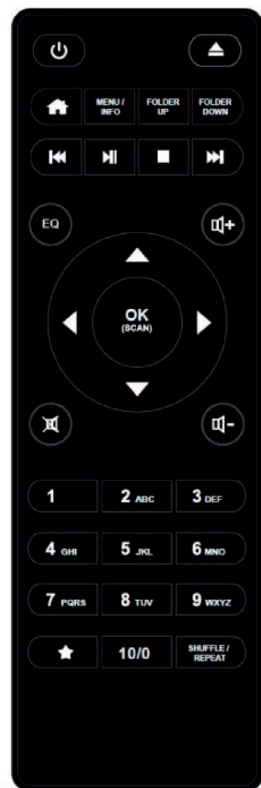 MENU / FOLDER FOLDER
INFO UP DOWN
EQ
OK
(SCAN)
1 2 ABC 3 DEF
4 GHI 5 JKL 6 MNO
7 PQRS 8 TUV 9 WXYZ
10/0 SHUFFLE /
REPEAT